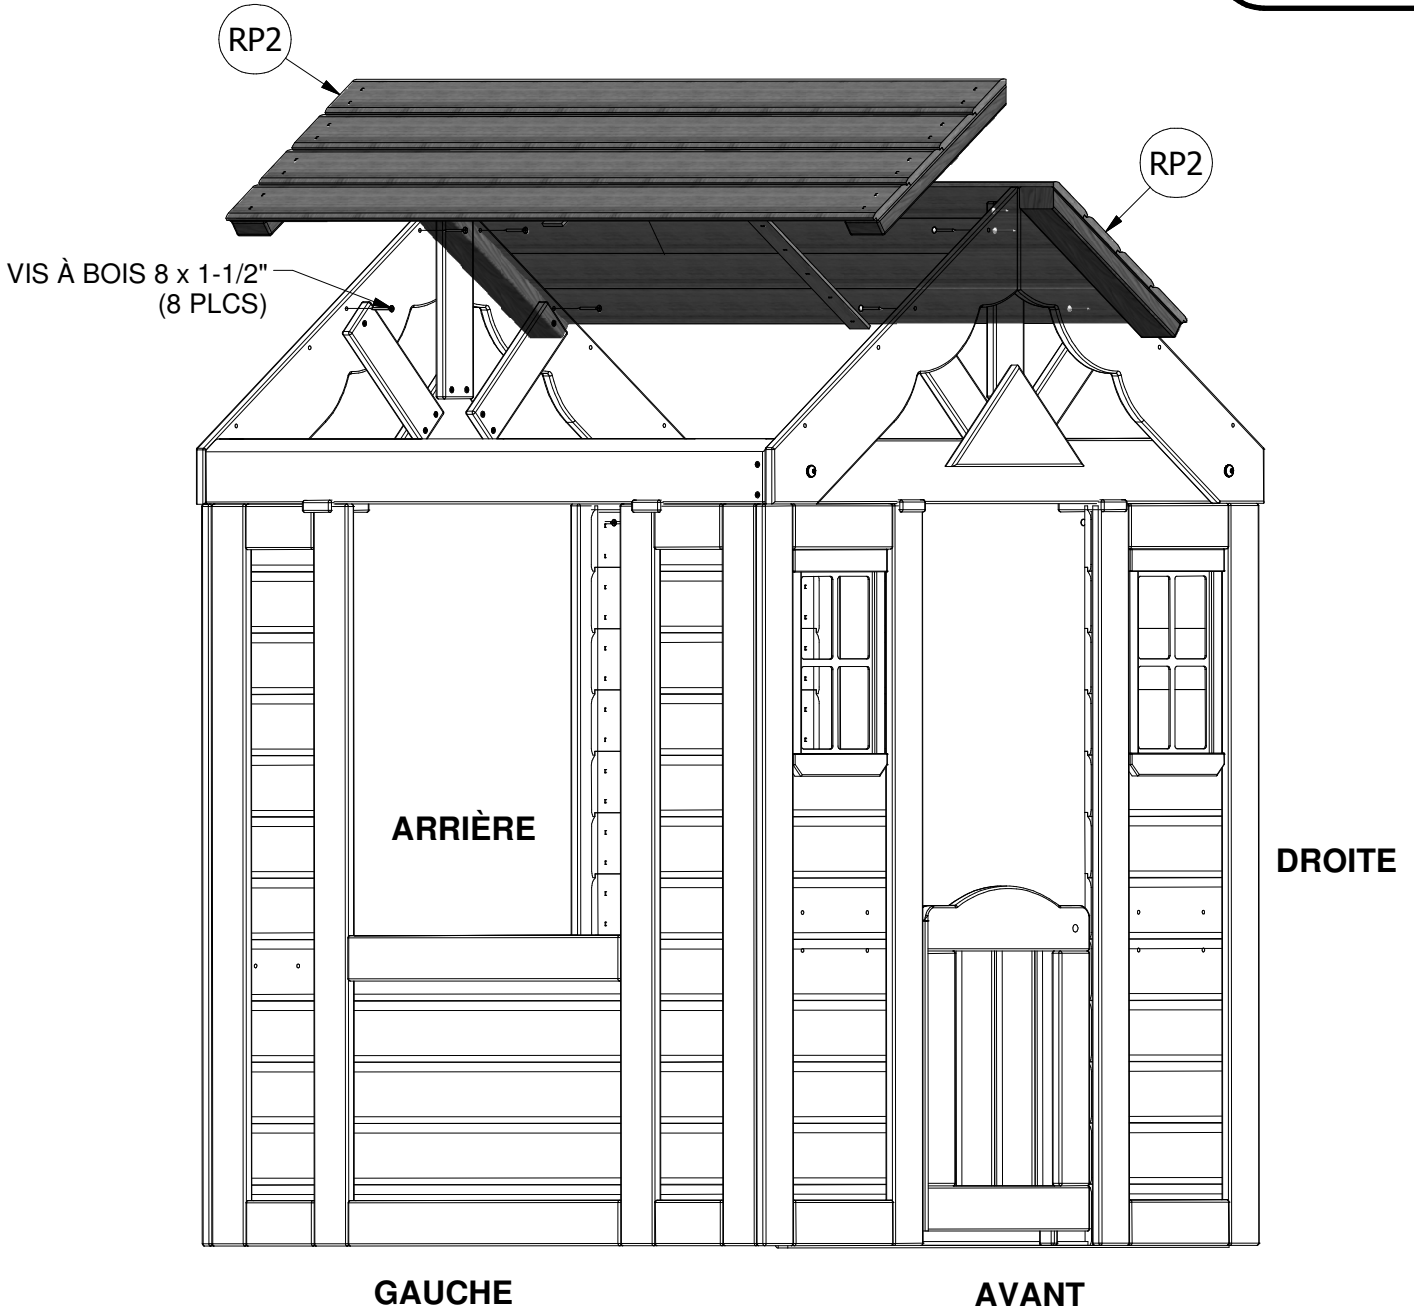 RP2
RP2
VIS À BOIS 8 x 1-1/2"
(8 PLCS)
ARRIÈRE
DROITE
GAUCHE
AVANT